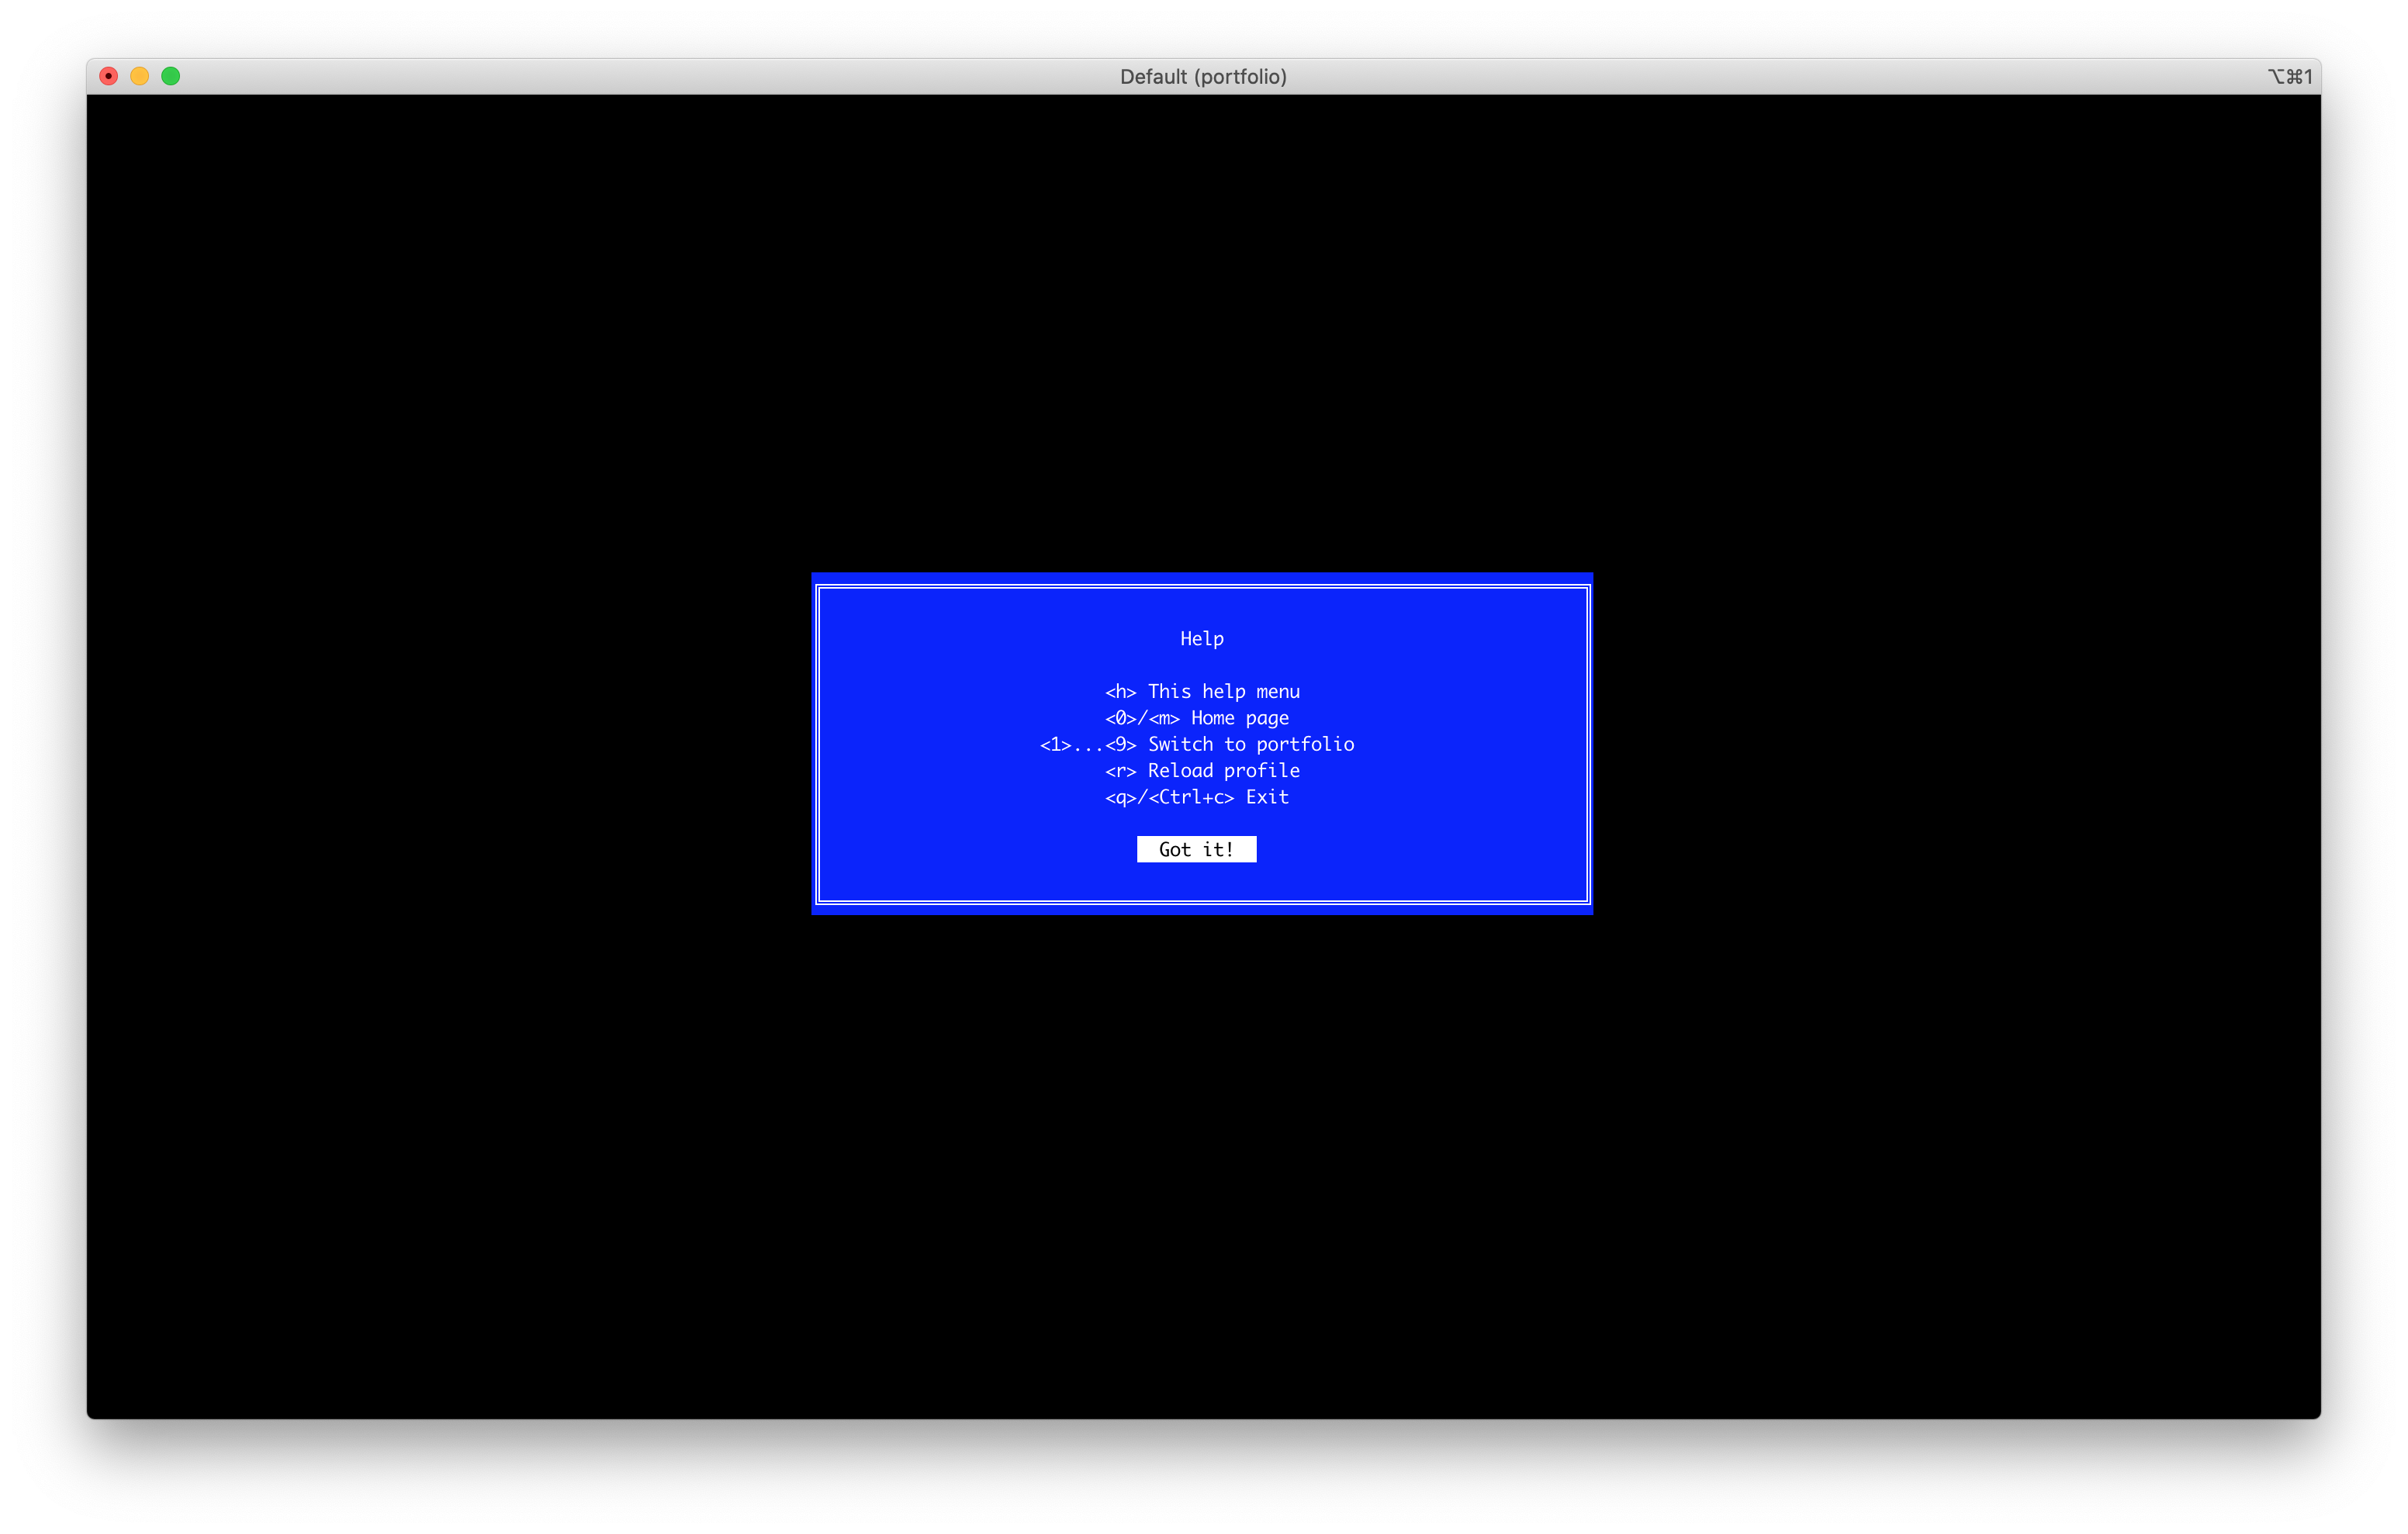 Default (portfolio)
⌥⌘1
Help
<h> This help menu
<0>/<m> Home page
<1>...<9> Switch to portfolio
<r> Reload profile
<q>/<Ctrl+c> Exit
Got it!